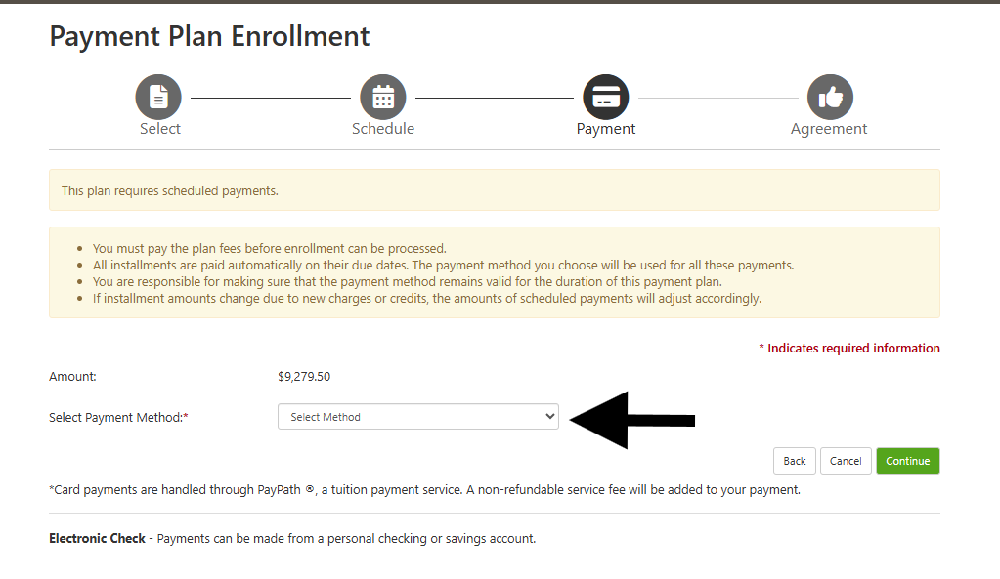 Payment Plan Enrollment
Select
Schedule
Payment
Agreement
This plan requires scheduled payments.
• You must pay the plan fees before enrollment can be processed.
• All installments are paid automatically on their due dates. The payment method you choose will be used for all these payments.
• You are responsible for making sure that the payment method remains valid for the duration of this payment plan.
• If installment amounts change due to new charges or credits, the amounts of scheduled payments will adjust accordingly.
* Indicates required information
Amount: $9,279.50
Select Payment Method:* Select Method
Back Cancel Continue
*Card payments are handled through PayPath ®, a tuition payment service. A non-refundable service fee will be added to your payment.
Electronic Check - Payments can be made from a personal checking or savings account.